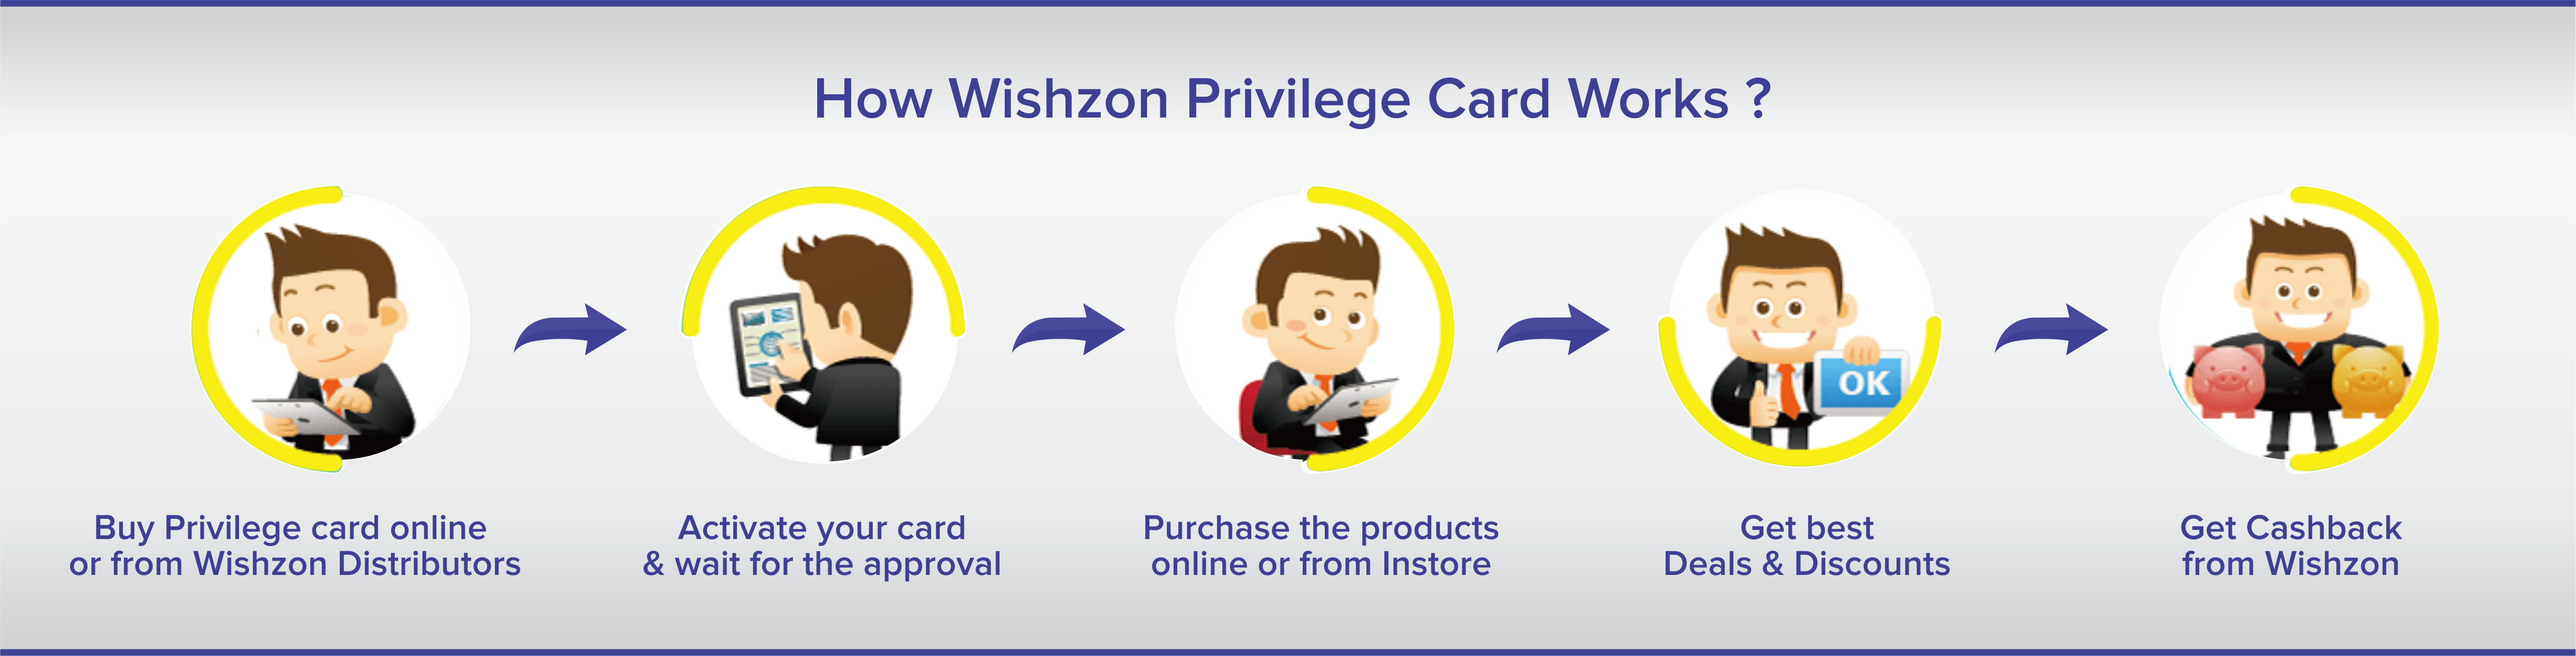 How Wishzon Privilege Card Works ?
OK
Buy Privilege card online
or from Wishzon Distributors
Activate your card
& wait for the approval
Purchase the products
online or from Instore
Get best
Deals & Discounts
Get Cashback
from Wishzon